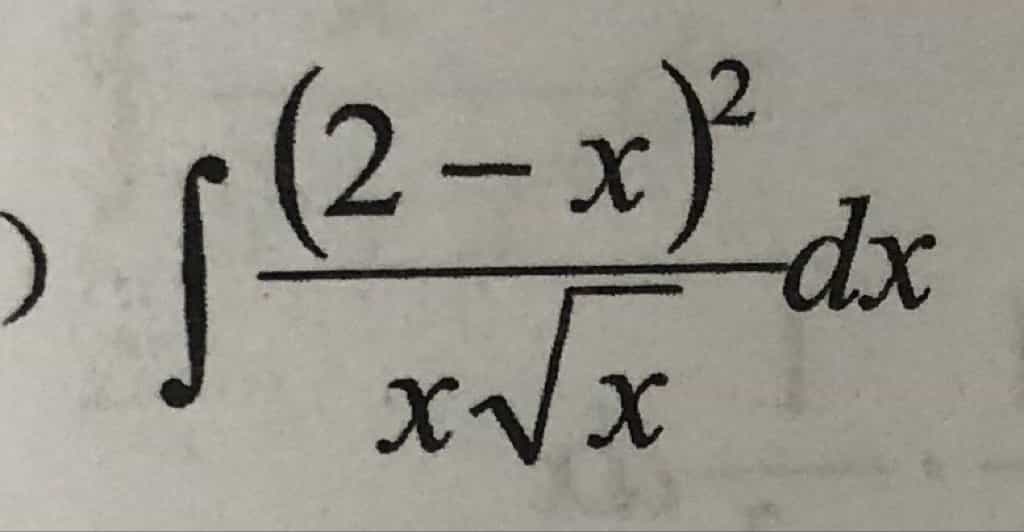 ) ∫ (2 − x)² / x√x dx